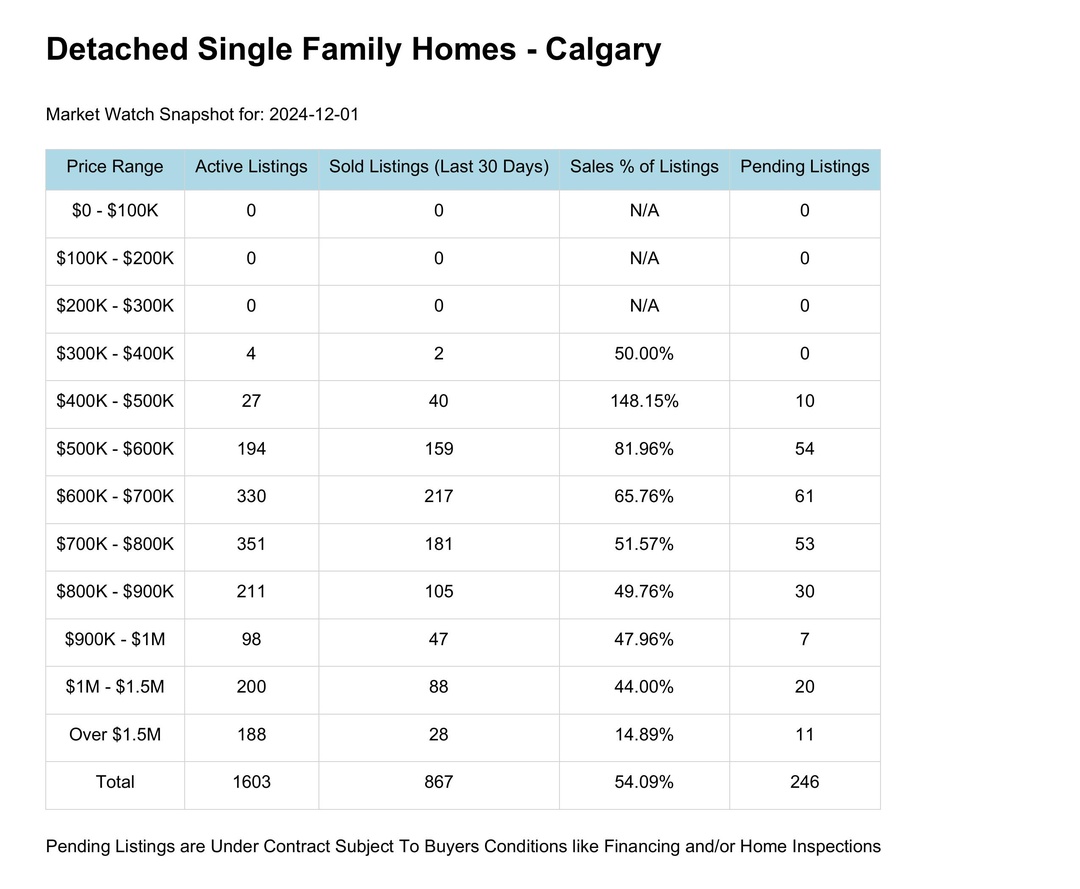 Detached Single Family Homes - Calgary
Market Watch Snapshot for: 2024-12-01
Price Range Active Listings Sold Listings (Last 30 Days) Sales % of Listings Pending Listings
$0 - $100K 0 0 N/A 0
$100K - $200K 0 0 N/A 0
$200K - $300K 0 0 N/A 0
$300K - $400K 4 2 50.00% 0
$400K - $500K 27 40 148.15% 10
$500K - $600K 194 159 81.96% 54
$600K - $700K 330 217 65.76% 61
$700K - $800K 351 181 51.57% 53
$800K - $900K 211 105 49.76% 30
$900K - $1M 98 47 47.96% 7
$1M - $1.5M 200 88 44.00% 20
Over $1.5M 188 28 14.89% 11
Total 1603 867 54.09% 246
Pending Listings are Under Contract Subject To Buyers Conditions like Financing and/or Home Inspections